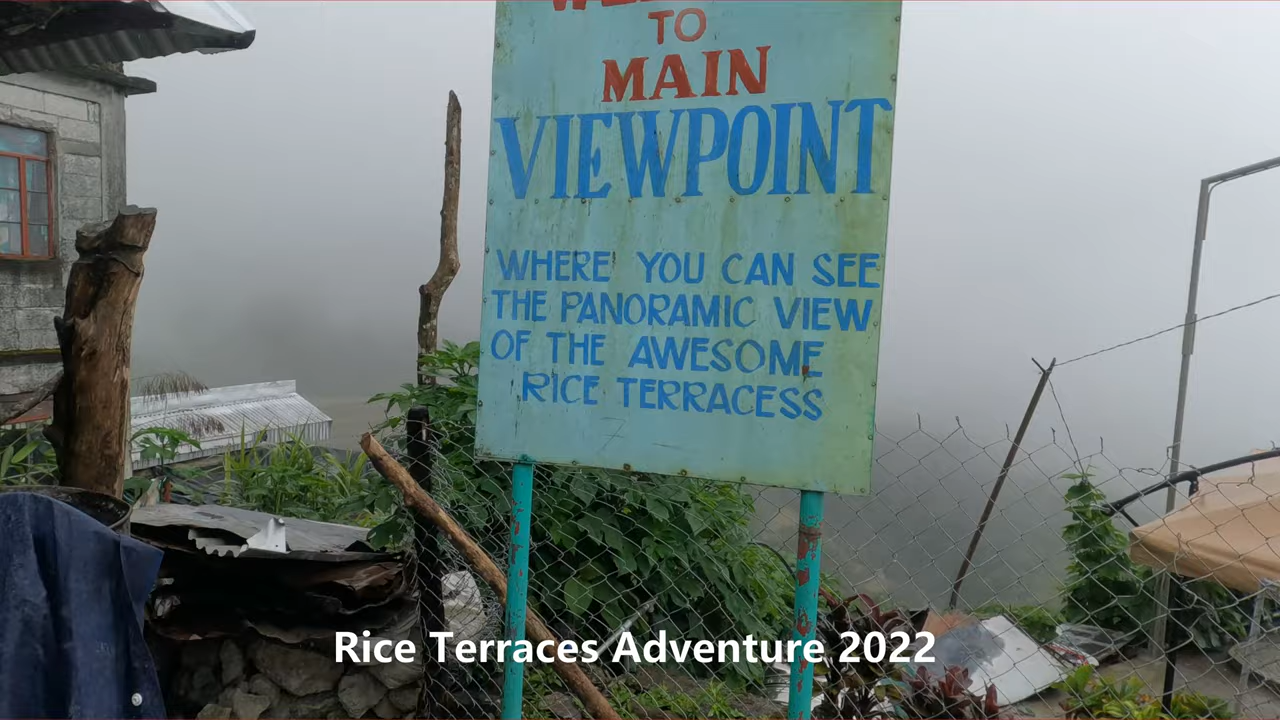 TO
MAIN
VIEWPOINT
WHERE YOU CAN SEE
THE PANORAMIC VIEW
OF THE AWESOME
RICE TERRACESS
Rice Terraces Adventure 2022